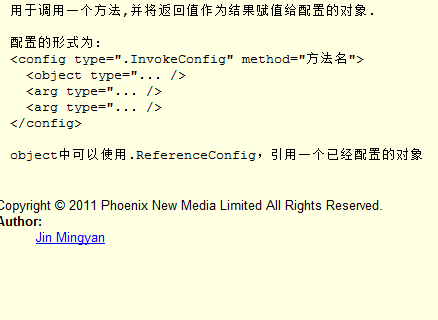 用于调用一个方法,并将返回值作为结果赋值给配置的对象.
配置的形式为:
<config type=".InvokeConfig" method="方法名">
<object type="... />
<arg type="... />
<arg type="... />
</config>
object中可以使用.ReferenceConfig，引用一个已经配置的对象
Copyright © 2011 Phoenix New Media Limited All Rights Reserved.
Author:
Jin Mingyan